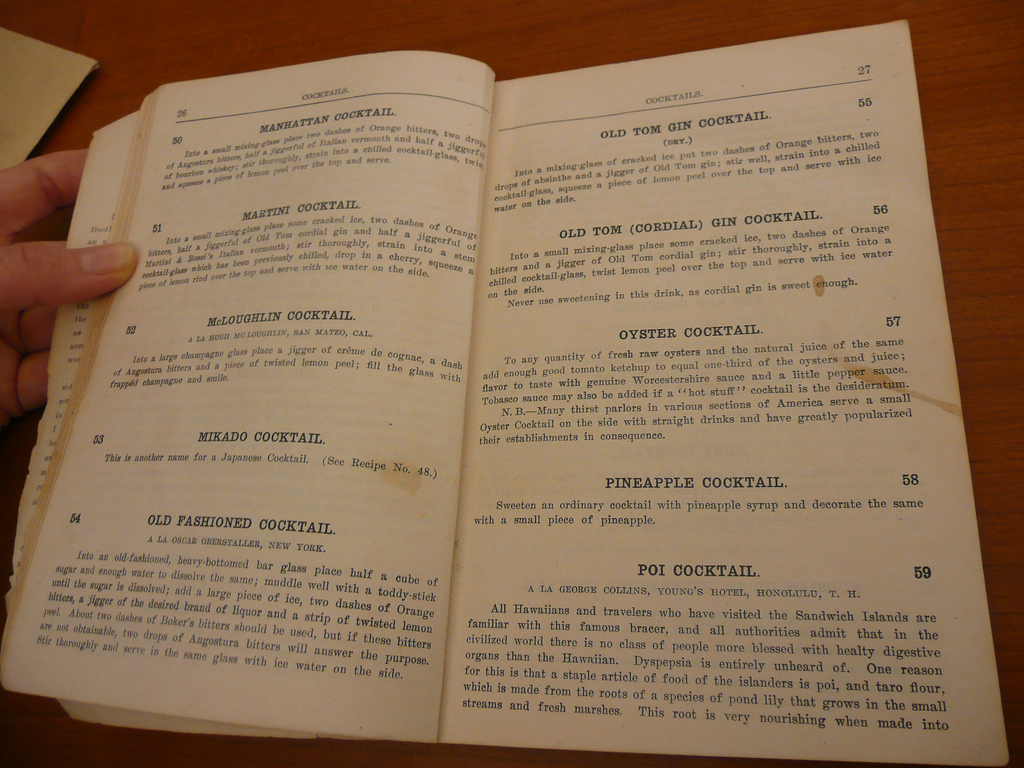 26
COCKTAILS.
50
MANHATTAN COCKTAIL.
Into a small mixing-glass place two dashes of Orange bitters, two drops
of Angostura bitters, half a jiggerful of Italian vermouth and half a jiggerful
of bourbon whiskey; stir thoroughly, strain into a chilled cocktail-glass, twist
and squeeze a piece of lemon peel over the top and serve.
51
MARTINI COCKTAIL.
Into a small mixing-glass place some cracked ice, two dashes of Orange
bitters, half a jiggerful of Old Tom cordial gin and half a jiggerful of
Martini & Rossi's Italian vermouth; stir thoroughly, strain into a stem
cocktail-glass which has been previously chilled, drop in a cherry, squeeze a
piece of lemon rind over the top and serve with ice water on the side.
52
McLOUGHLIN COCKTAIL.
A LA HUGH MC LOUGHLIN, SAN MATEO, CAL.
Into a large champagne glass place a jigger of crême de cognac, a dash
of Angostura bitters and a piece of twisted lemon peel; fill the glass with
frappéd champagne and smile.
53
MIKADO COCKTAIL.
This is another name for a Japanese Cocktail. (See Recipe No. 48.)
54
OLD FASHIONED COCKTAIL.
A LA OSCAR OBERSTALLER, NEW YORK.
Into an old-fashioned, heavy-bottomed bar glass place half a cube of
sugar and enough water to dissolve the same; muddle well with a toddy-stick
until the sugar is dissolved; add a large piece of ice, two dashes of Orange
bitters, a jigger of the desired brand of liquor and a strip of twisted lemon
peel. About two dashes of Boker's bitters should be used, but if these bitters
are not obtainable, two drops of Angostura bitters will answer the purpose.
Stir thoroughly and serve in the same glass with ice water on the side.
COCKTAILS.
27
OLD TOM GIN COCKTAIL.
55
(DRY.)
Into a mixing-glass of cracked ice put two dashes of Orange bitters, two
drops of absinthe and a jigger of Old Tom gin; stir well, strain into a chilled
cocktail-glass, squeeze a piece of lemon peel over the top and serve with ice
water on the side.
OLD TOM (CORDIAL) GIN COCKTAIL.
56
Into a small mixing-glass place some cracked ice, two dashes of Orange
bitters and a jigger of Old Tom cordial gin; stir thoroughly, strain into a
chilled cocktail-glass, twist lemon peel over the top and serve with ice water
on the side.
Never use sweetening in this drink, as cordial gin is sweet enough.
OYSTER COCKTAIL.
57
To any quantity of fresh raw oysters and the natural juice of the same
add enough good tomato ketchup to equal one-third of the oysters and juice;
flavor to taste with genuine Worcestershire sauce and a little pepper sauce.
Tobasco sauce may also be added if a "hot stuff" cocktail is the desideratum.
N. B.—Many thirst parlors in various sections of America serve a small
Oyster Cocktail on the side with straight drinks and have greatly popularized
their establishments in consequence.
PINEAPPLE COCKTAIL.
58
Sweeten an ordinary cocktail with pineapple syrup and decorate the same
with a small piece of pineapple.
POI COCKTAIL.
59
A LA GEORGE COLLINS, YOUNG'S HOTEL, HONOLULU, T. H.
All Hawaiians and travelers who have visited the Sandwich Islands are
familiar with this famous bracer, and all authorities admit that in the
civilized world there is no class of people more blessed with healty digestive
organs than the Hawaiian. Dyspepsia is entirely unheard of. One reason
for this is that a staple article of food of the islanders is poi, and taro flour,
which is made from the roots of a species of pond lily that grows in the small
streams and fresh marshes. This root is very nourishing when made into